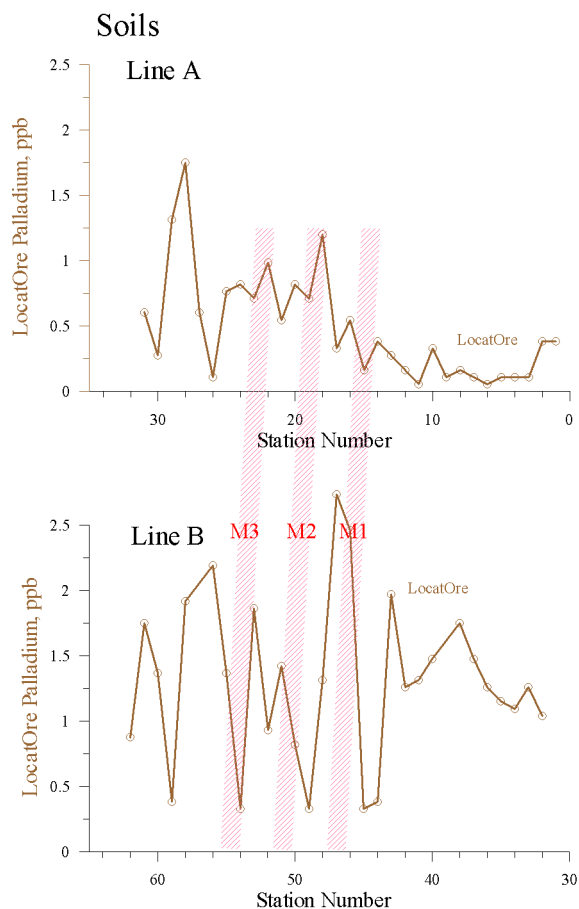 Soils
Line A
2.5
2
1.5
1
0.5
0
LocatOre Palladium, ppb
LocatOre
30
20
10
0
Station Number
Line B
M3
M2
M1
2.5
2
1.5
1
0.5
0
LocatOre Palladium, ppb
LocatOre
60
50
40
30
Station Number